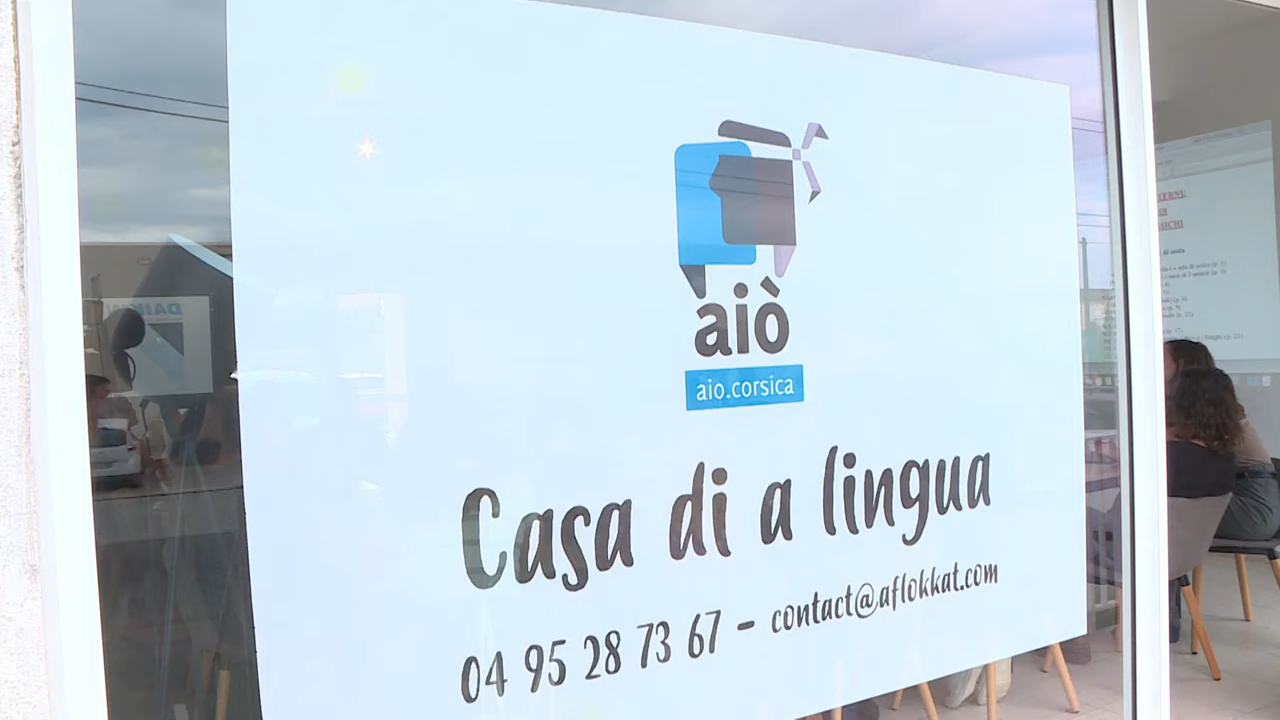 aiò
aio.corsica
Casa di a lingua
04 95 28 73 67 - contact@aflokkat.com